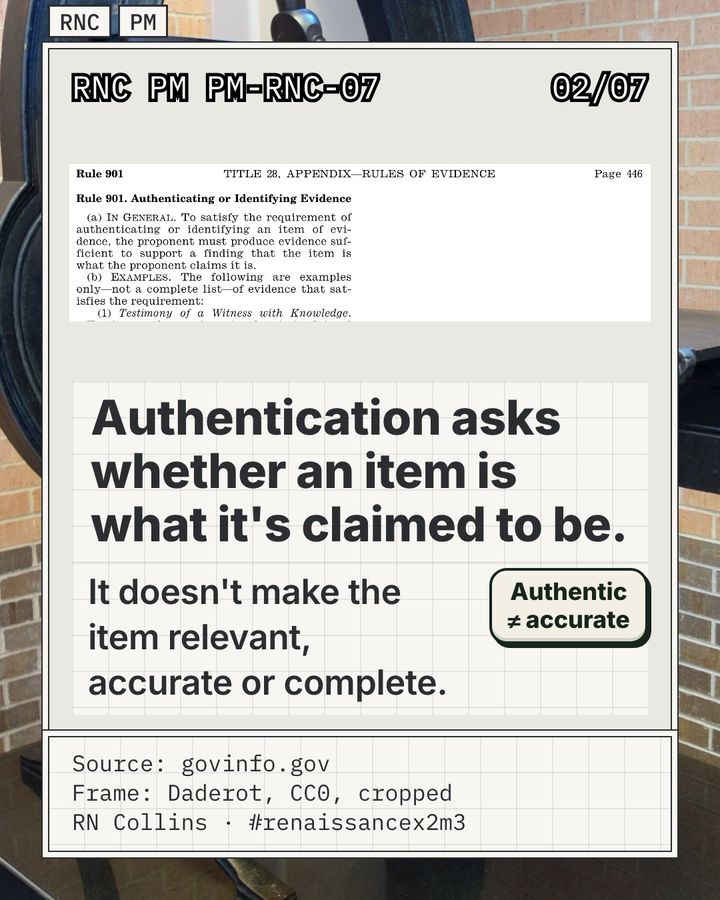 RNC PM
RNC PM PM-RNC-07 02/07
Rule 901 TITLE 28, APPENDIX—RULES OF EVIDENCE Page 446
Rule 901. Authenticating or Identifying Evidence
(a) IN GENERAL. To satisfy the requirement of
authenticating or identifying an item of evi-
dence, the proponent must produce evidence suf-
ficient to support a finding that the item is
what the proponent claims it is.
(b) EXAMPLES. The following are examples
only—not a complete list—of evidence that sat-
isfies the requirement:
(1) Testimony of a Witness with Knowledge.
Authentication asks
whether an item is
what it's claimed to be.
It doesn't make the
item relevant,
accurate or complete.
Authentic
≠ accurate
Source: govinfo.gov
Frame: Daderot, CC0, cropped
RN Collins · #renaissancex2m3